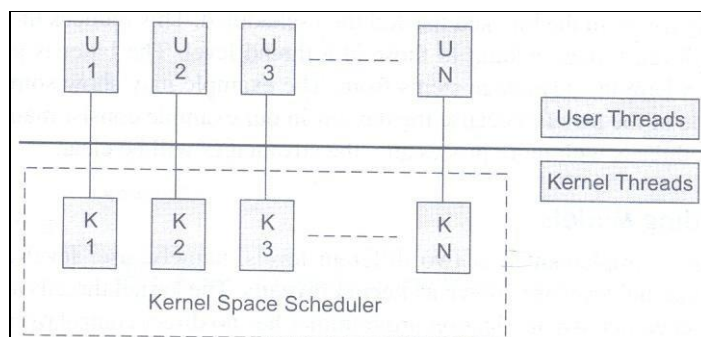 U U U U
1 2 3 N
User Threads
Kernel Threads
K K K K
1 2 3 N
Kernel Space Scheduler